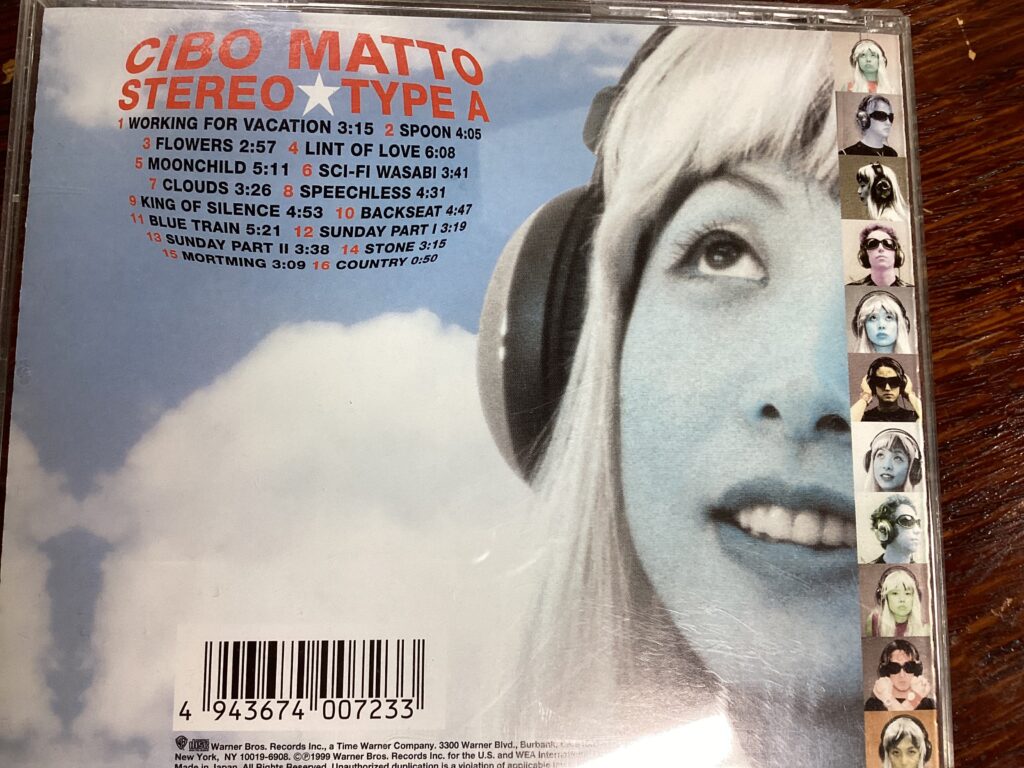 CIBO MATTO
STEREO★TYPE A
1 WORKING FOR VACATION 3:15 2 SPOON 4:05
3 FLOWERS 2:57 4 LINT OF LOVE 6:08
5 MOONCHILD 5:11 6 SCI-FI WASABI 3:41
7 CLOUDS 3:26 8 SPEECHLESS 4:31
9 KING OF SILENCE 4:53 10 BACKSEAT 4:47
11 BLUE TRAIN 5:21 12 SUNDAY PART I 3:19
13 SUNDAY PART II 3:38 14 STONE 3:15
15 MORTMING 3:09 16 COUNTRY 0:50
4 943674 007233
Warner Bros. Records Inc., a Time Warner Company. 3300 Warner Blvd., Burbank,
New York, NY 10019-6908. ©℗1999 Warner Bros. Records Inc. for the U.S. and WEA
Made in Japan. All Rights Reserved. Unauthorized duplication is a violation of applicable